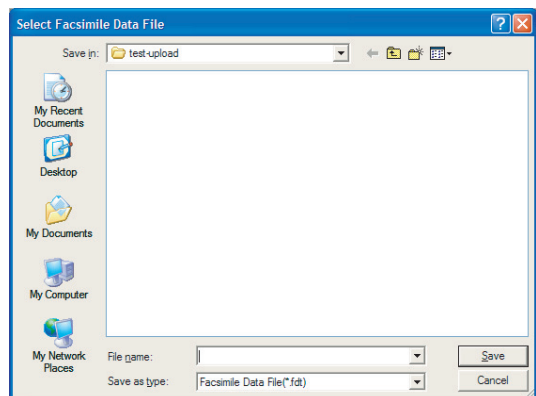 Select Facsimile Data File
Save in:
test-upload
My Recent
Documents
Desktop
My Documents
My Computer
My Network
Places
File name:
Save
Save as type:
Facsimile Data File(*.fdt)
Cancel